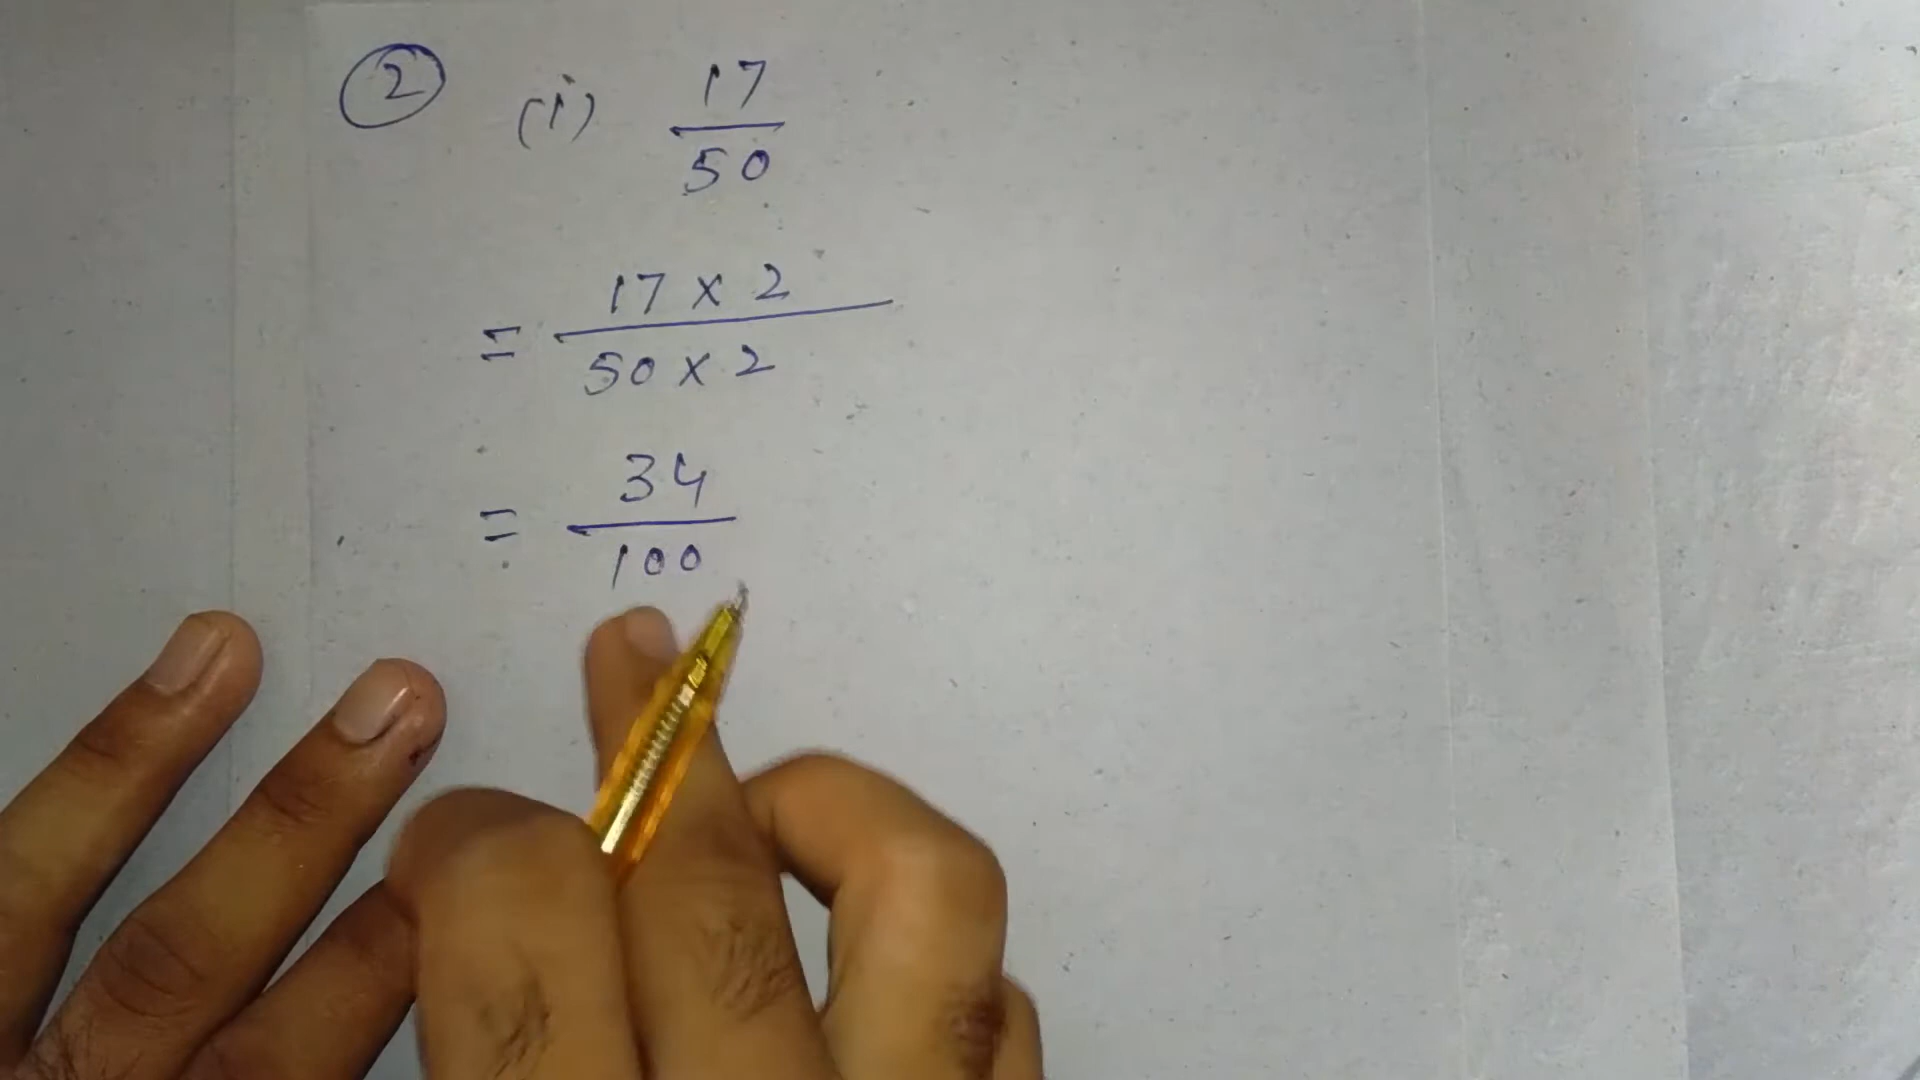 2 (i) 17/50
= 17 x 2 / 50 x 2
= 34/100